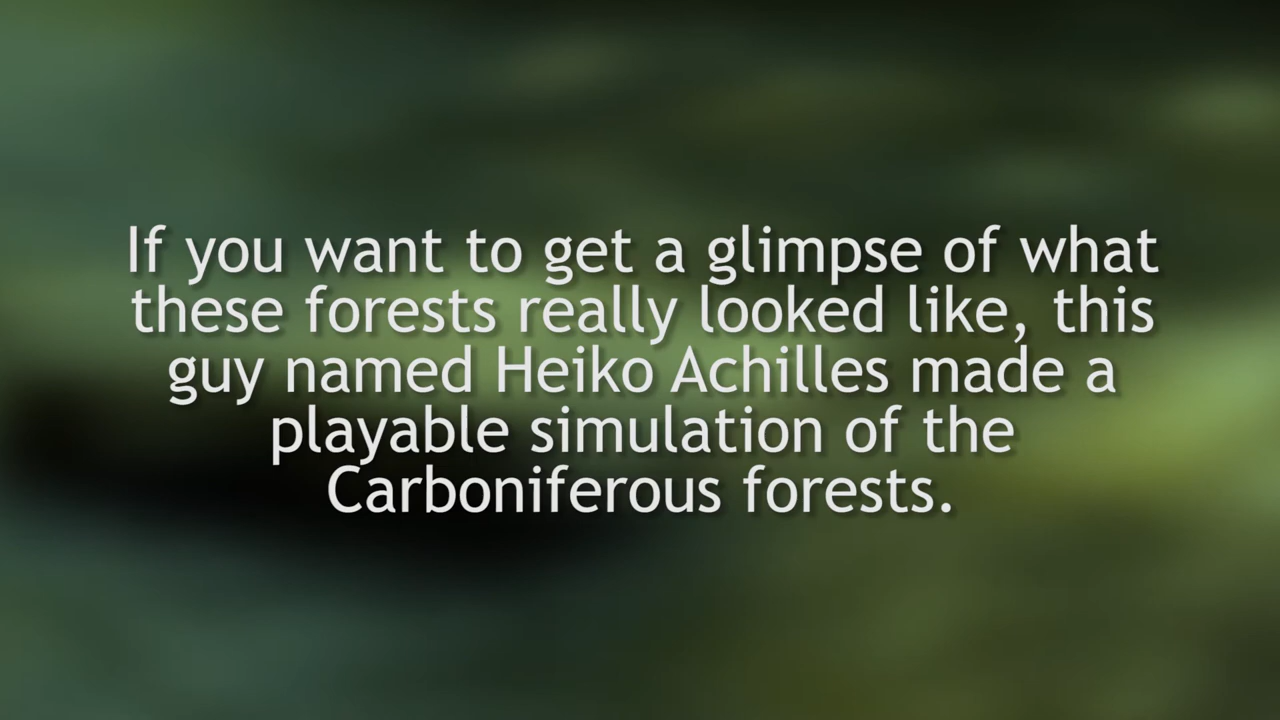 If you want to get a glimpse of what
these forests really looked like, this
guy named Heiko Achilles made a
playable simulation of the
Carboniferous forests.